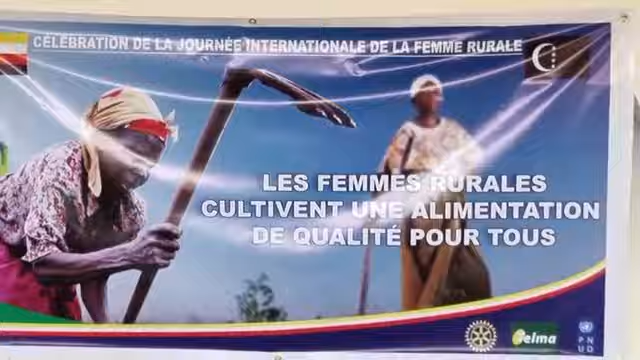 CÉLÉBRATION DE LA JOURNÉE INTERNATIONALE DE LA FEMME RURALE
LES FEMMES RURALES
CULTIVENT UNE ALIMENTATION
DE QUALITÉ POUR TOUS
elma
P N
U D